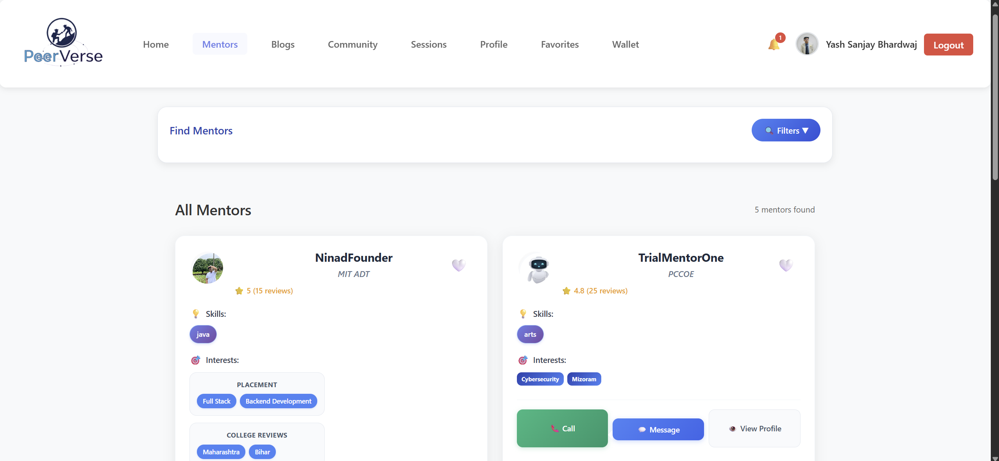 PeerVerse
Home
Mentors
Blogs
Community
Sessions
Profile
Favorites
Wallet
1
Yash Sanjay Bhardwaj
Logout
Find Mentors
Filters ▼
All Mentors
5 mentors found
NinadFounder
MIT ADT
5 (15 reviews)
Skills:
java
Interests:
PLACEMENT
Full Stack
Backend Development
COLLEGE REVIEWS
Maharashtra
Bihar
TrialMentorOne
PCCOE
4.8 (25 reviews)
Skills:
arts
Interests:
Cybersecurity
Mizoram
Call
Message
View Profile